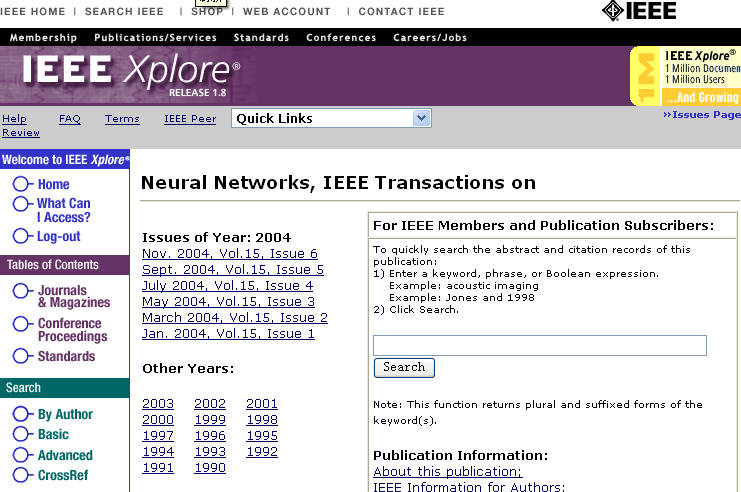 IEEE HOME | SEARCH IEEE | SHOP | WEB ACCOUNT | CONTACT IEEE
IEEE
Membership Publications/Services Standards Conferences Careers/Jobs
IEEE Xplore®
RELEASE 1.8
IEEE Xplore®
1 Million Documen
1 Million Users
...And Growing
1M
Help FAQ Terms IEEE Peer
Review
Quick Links
»Issues Page
Welcome to IEEE Xplore®
Home
What Can
I Access?
Log-out
Tables of Contents
Journals
& Magazines
Conference
Proceedings
Standards
Search
By Author
Basic
Advanced
CrossRef
Neural Networks, IEEE Transactions on
Issues of Year: 2004
Nov. 2004, Vol.15, Issue 6
Sept. 2004, Vol.15, Issue 5
July 2004, Vol.15, Issue 4
May 2004, Vol.15, Issue 3
March 2004, Vol.15, Issue 2
Jan. 2004, Vol.15, Issue 1
Other Years:
2003 2002 2001
2000 1999 1998
1997 1996 1995
1994 1993 1992
1991 1990
For IEEE Members and Publication Subscribers:
To quickly search the abstract and citation records of this
publication:
1) Enter a keyword, phrase, or Boolean expression.
Example: acoustic imaging
Example: Jones and 1998
2) Click Search.
Search
Note: This function returns plural and suffixed forms of the
keyword(s).
Publication Information:
About this publication:
IEEE Information for Authors: